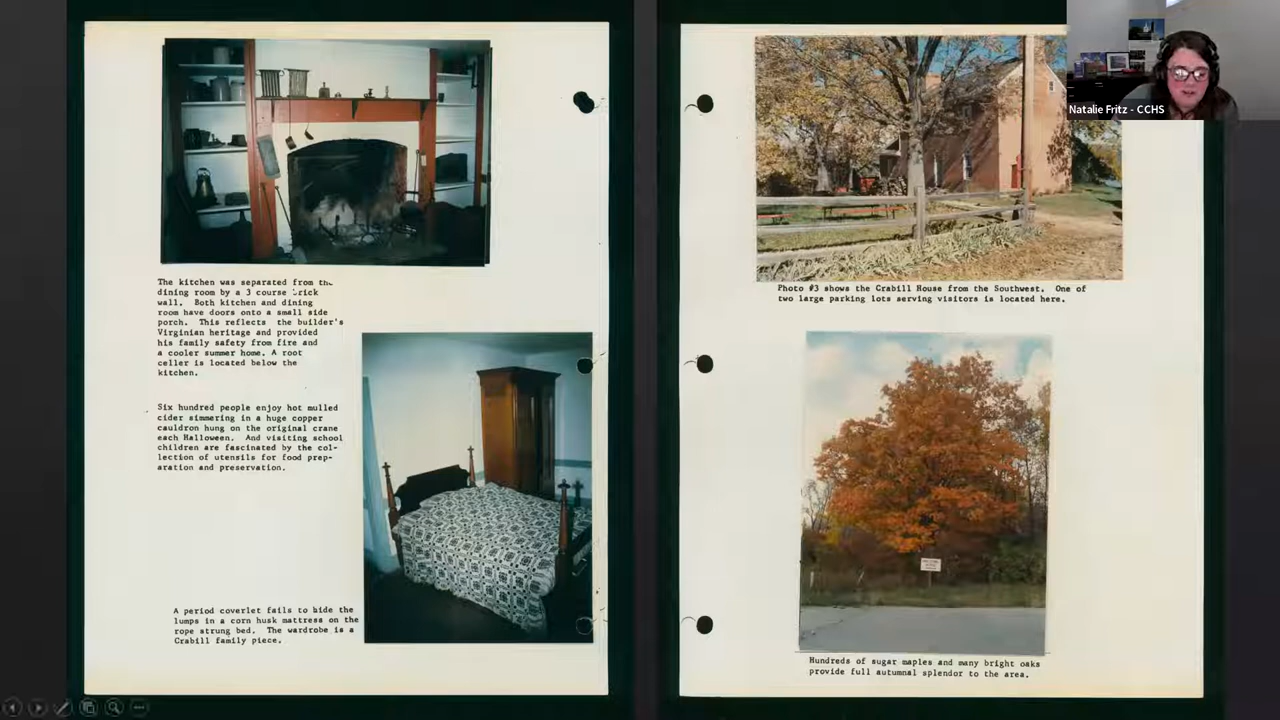 The kitchen was separated from the
dining room by a 3 course brick
wall. Both kitchen and dining
room have doors onto a small side
porch. This reflects the builder's
Virginian heritage and provided
his family safety from fire and
a cooler summer home. A root
celler is located below the
kitchen.
Six hundred people enjoy hot mulled
cider simmering in a huge copper
cauldron hung on the original crane
each Halloween. And visiting school
children are fascinated by the col-
lection of utensils for food prep-
aration and preservation.
A period coverlet fails to hide the
lumps in a corn husk mattress on the
rope strung bed. The wardrobe is a
Crabill family piece.
Photo #3 shows the Crabill House from the Southwest. One of
two large parking lots serving visitors is located here.
Hundreds of sugar maples and many bright oaks
provide full autumnal splendor to the area.
Natalie Fritz - CCHS